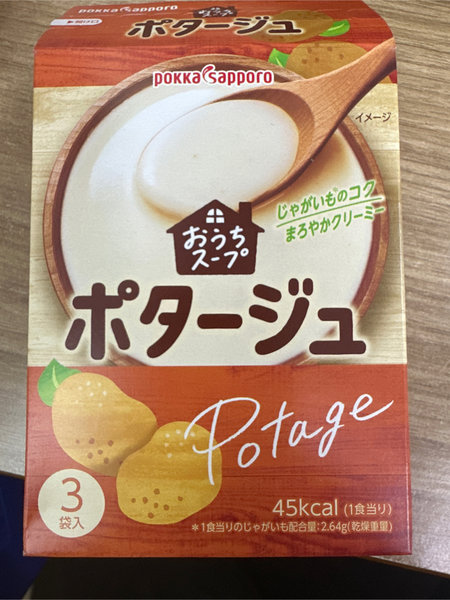 ポタージュ
pokka sapporo
イメージ
じゃがいものコク
まろやかクリーミー
おうち
スープ
ポタージュ
Potage
3
袋入
45kcal (1食当り)
*1食当りのじゃがいも配合量:2.64g(乾燥重量)